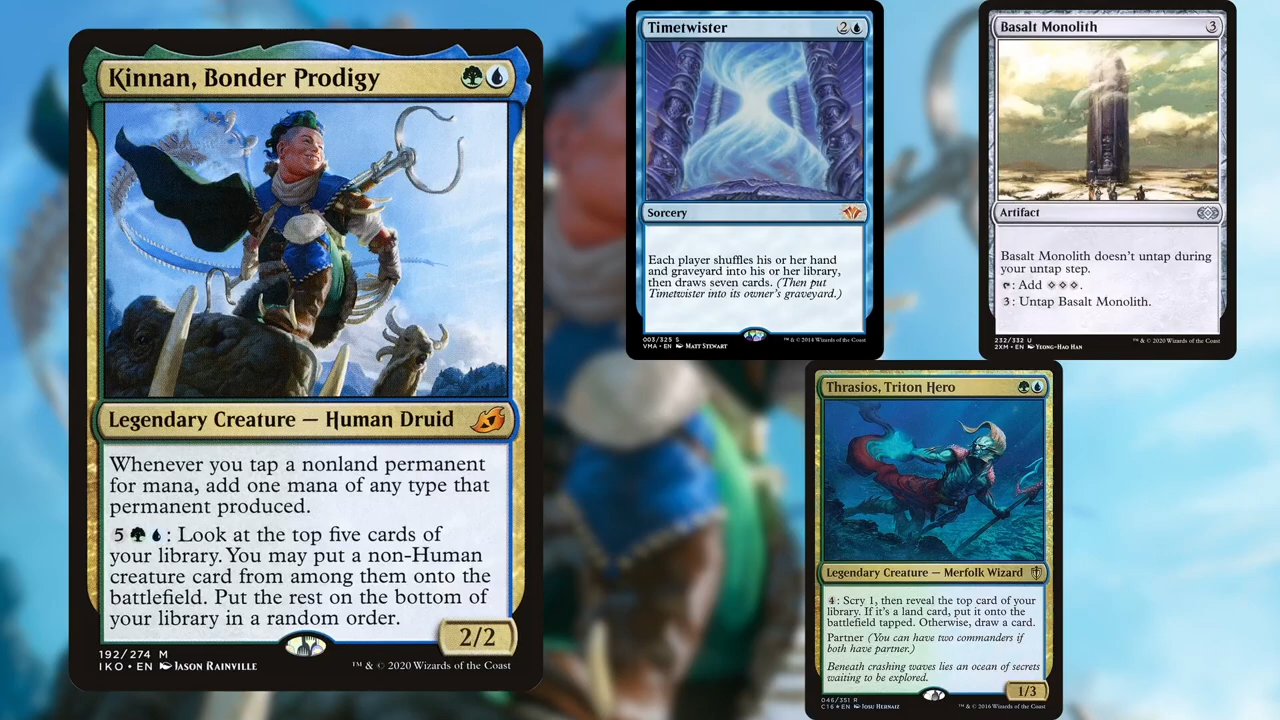 Kinnan, Bonder Prodigy
Legendary Creature — Human Druid
Whenever you tap a nonland permanent
for mana, add one mana of any type that
permanent produced.
5 : Look at the top five cards of
your library. You may put a non-Human
creature card from among them onto the
battlefield. Put the rest on the bottom of
your library in a random order.
2/2
192/274 M
IKO • EN Jason Rainville
™ & © 2020 Wizards of the Coast
Timetwister
2
Sorcery
Each player shuffles his or her hand
and graveyard into his or her library,
then draws seven cards. (Then put
Timetwister into its owner's graveyard.)
003/325 S
VMA • EN Matt Stewart
™ & © 2014 Wizards of the Coast
Basalt Monolith
3
Artifact
Basalt Monolith doesn't untap during
your untap step.
: Add .
3: Untap Basalt Monolith.
232/332 U
2XM • EN Yeong-Hao Han
™ & © 2020 Wizards of the Coast
Thrasios, Triton Hero
Legendary Creature — Merfolk Wizard
4: Scry 1, then reveal the top card of your
library. If it's a land card, put it onto the
battlefield tapped. Otherwise, draw a card.
Partner (You can have two commanders if
both have partner.)
Beneath crashing waves lies an ocean of secrets
waiting to be explored.
1/3
046/351 R
C16 ★ EN Josu Hernaiz
™ & © 2016 Wizards of the Coast